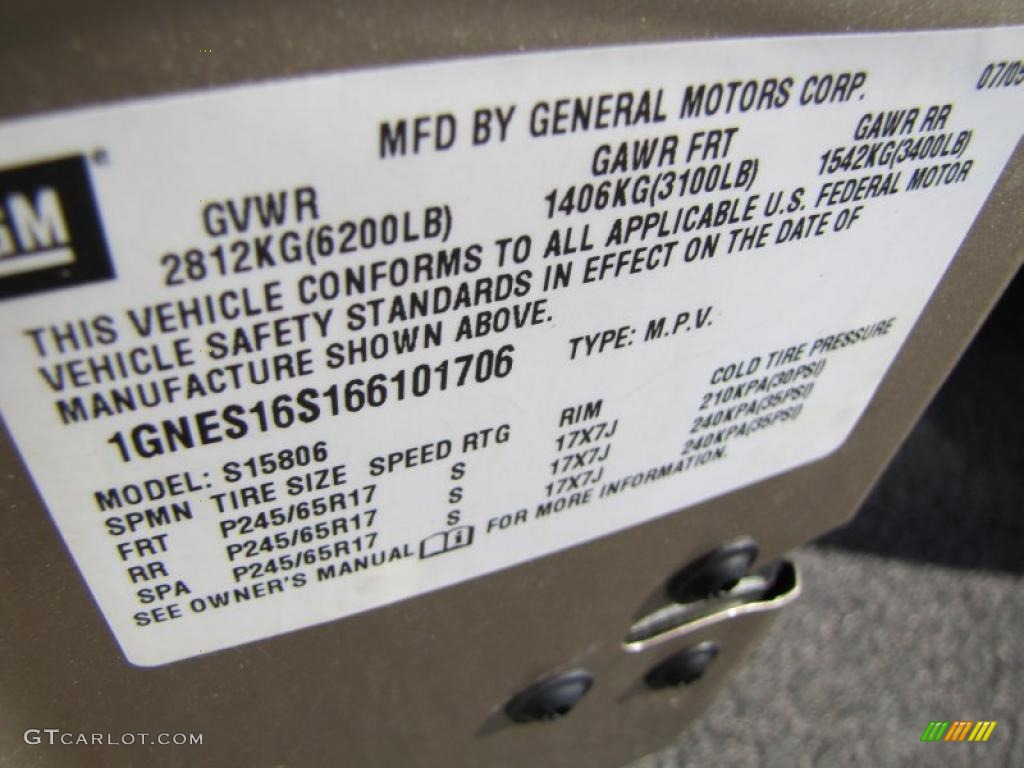 MFD BY GENERAL MOTORS CORP. 07/05
GM®
GVWR GAWR FRT GAWR RR
2812KG(6200LB) 1406KG(3100LB) 1542KG(3400LB)
THIS VEHICLE CONFORMS TO ALL APPLICABLE U.S. FEDERAL MOTOR
VEHICLE SAFETY STANDARDS IN EFFECT ON THE DATE OF
MANUFACTURE SHOWN ABOVE.
1GNES16S166101706 TYPE: M.P.V.
MODEL: S15806
SPMN TIRE SIZE SPEED RTG RIM COLD TIRE PRESSURE
FRT P245/65R17 S 17X7J 210KPA(30PSI)
RR P245/65R17 S 17X7J 240KPA(35PSI)
SPA P245/65R17 S 17X7J 240KPA(35PSI)
SEE OWNER'S MANUAL FOR MORE INFORMATION.
GTCARLOT.COM